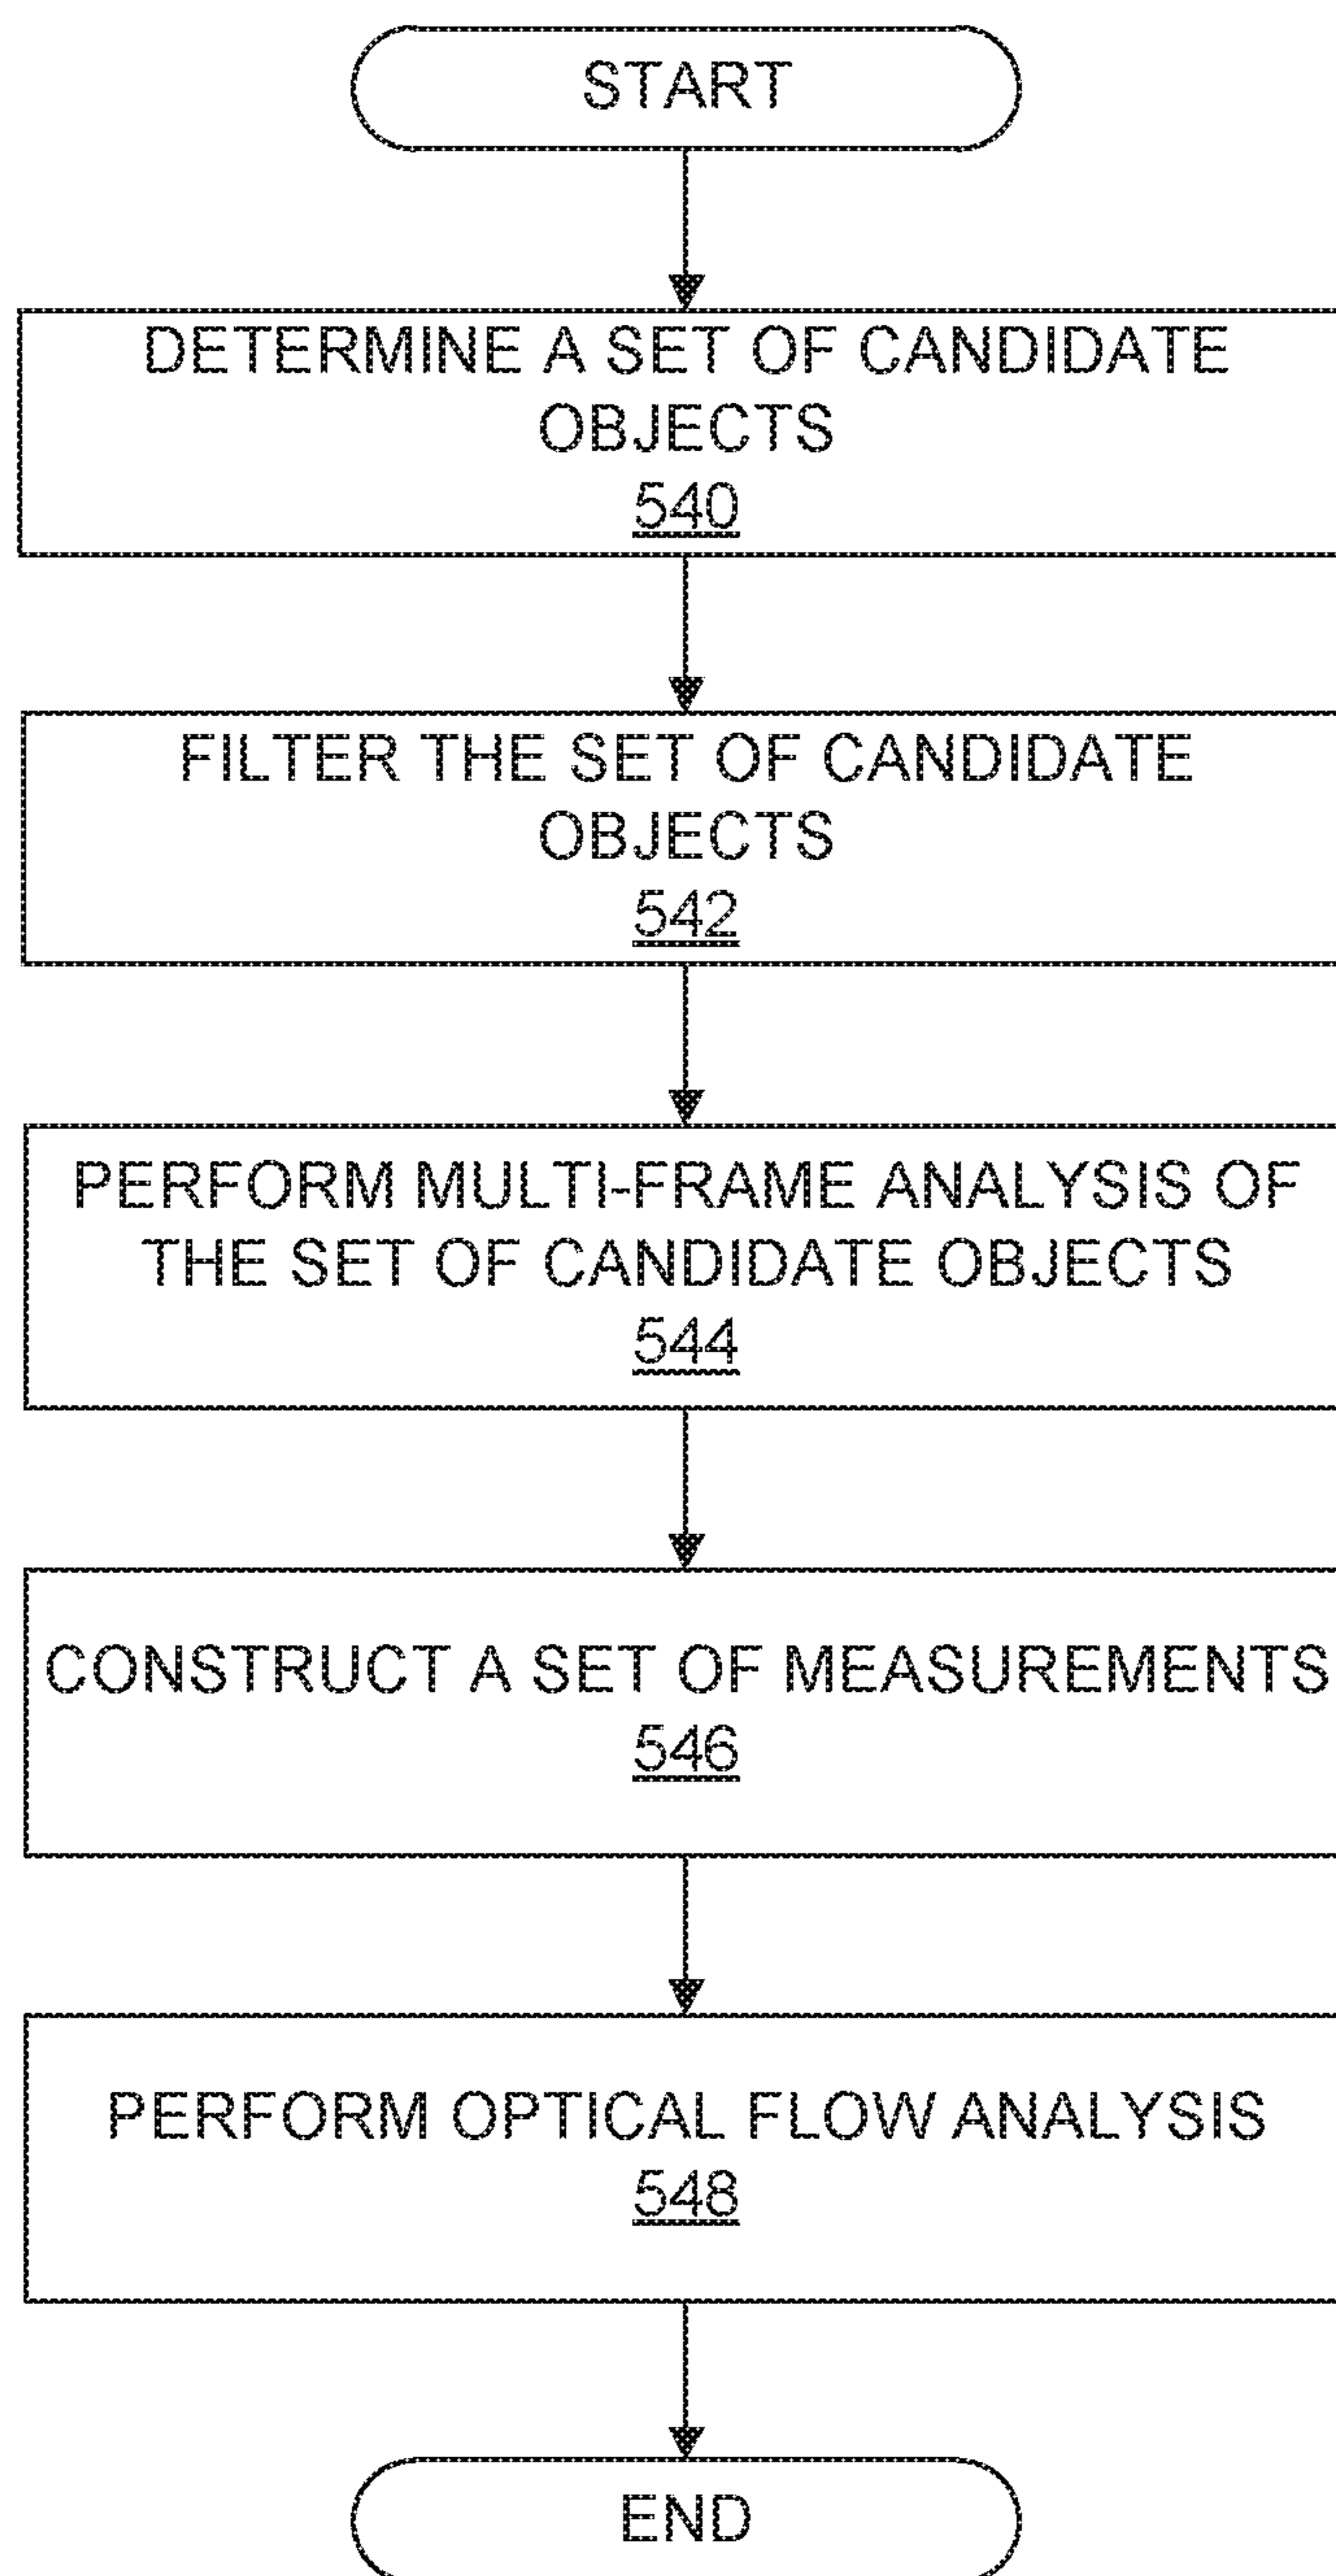 START
DETERMINE A SET OF CANDIDATE
OBJECTS
540
FILTER THE SET OF CANDIDATE
OBJECTS
542
PERFORM MULTI-FRAME ANALYSIS OF
THE SET OF CANDIDATE OBJECTS
544
CONSTRUCT A SET OF MEASUREMENTS
546
PERFORM OPTICAL FLOW ANALYSIS
548
END